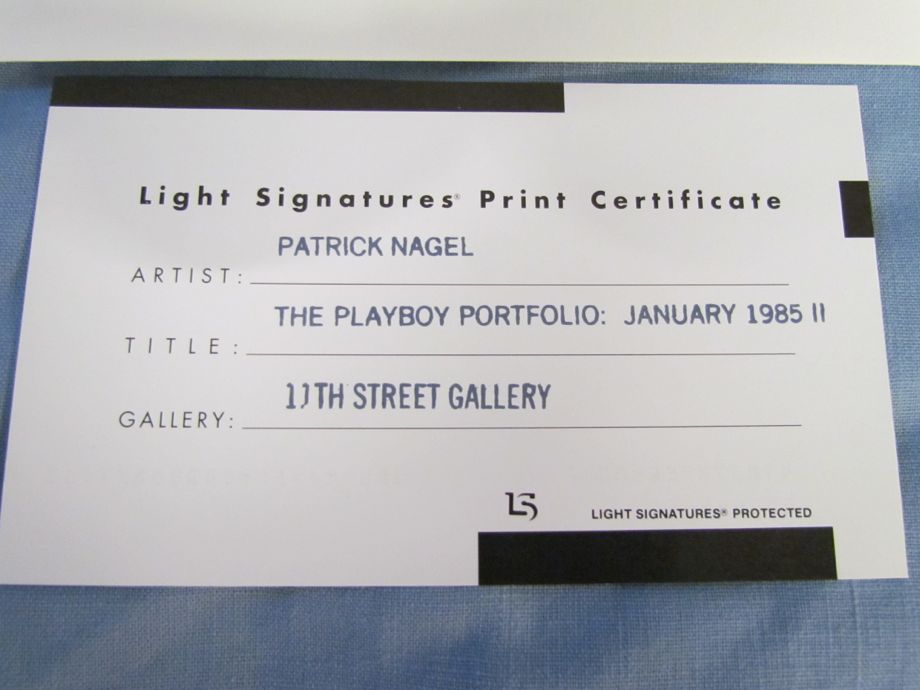 Light Signatures® Print Certificate
PATRICK NAGEL
ARTIST:
THE PLAYBOY PORTFOLIO: JANUARY 1985 II
TITLE:
11TH STREET GALLERY
GALLERY:
LS
LIGHT SIGNATURES® PROTECTED